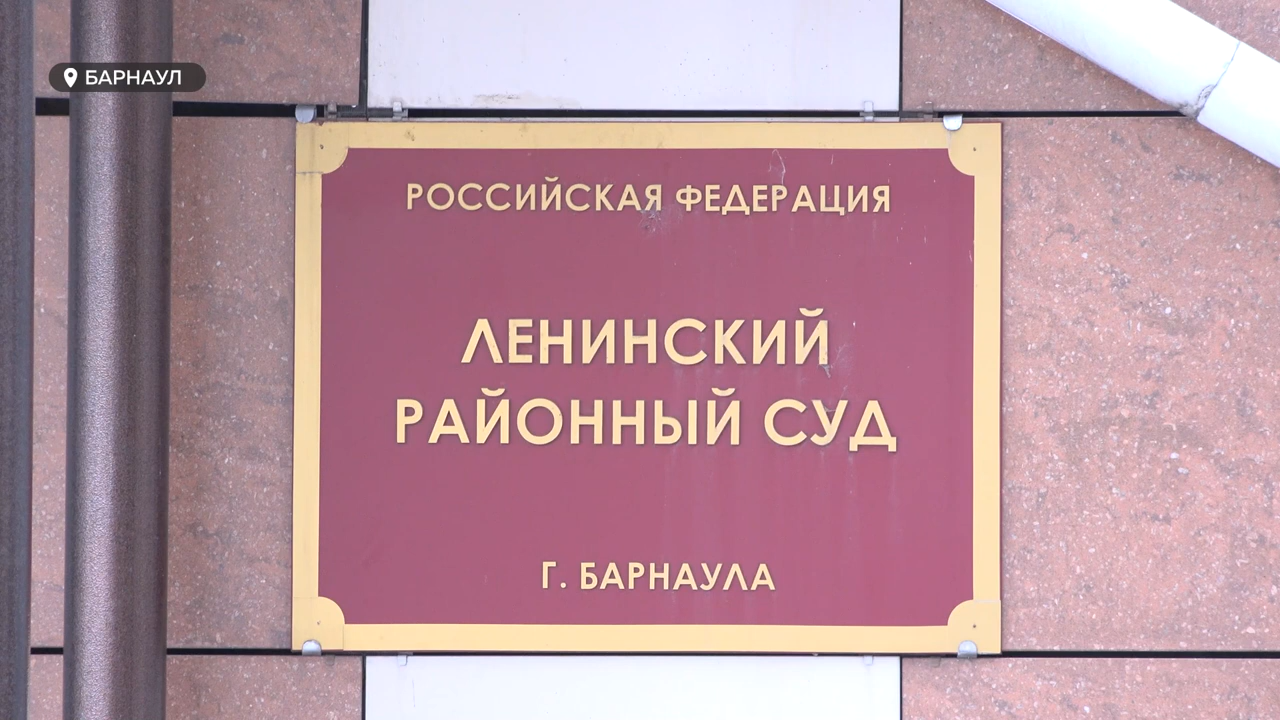 БАРНАУЛ
РОССИЙСКАЯ ФЕДЕРАЦИЯ
ЛЕНИНСКИЙ
РАЙОННЫЙ СУД
Г. БАРНАУЛА